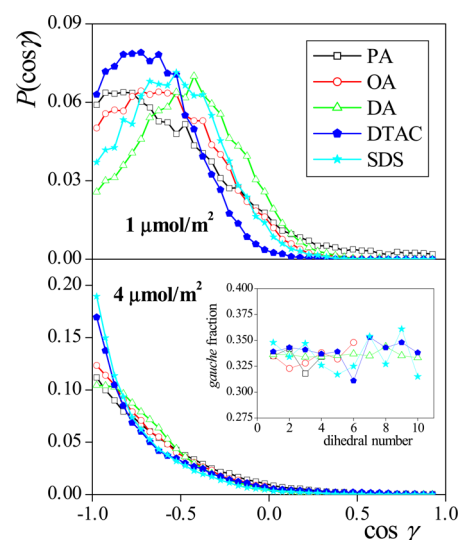 P(cosγ)
0.09
0.06
0.03
0.00
PA
OA
DA
DTAC
SDS
1 μmol/m²
0.20
0.15
0.10
0.05
0.00
4 μmol/m²
gauche fraction
0.400
0.375
0.350
0.325
0.300
0.275
0 2 4 6 8 10
dihedral number
-1.0 -0.5 0.0 0.5 1.0
cos γ